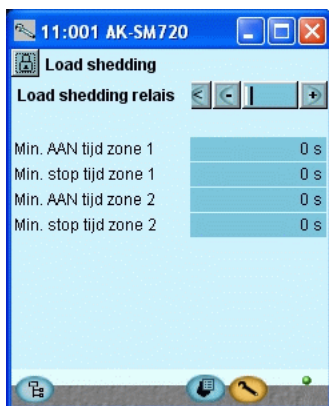 11:001 AK-SM720
Load shedding
Load shedding relais
Min. AAN tijd zone 1 0 s
Min. stop tijd zone 1 0 s
Min. AAN tijd zone 2 0 s
Min. stop tijd zone 2 0 s